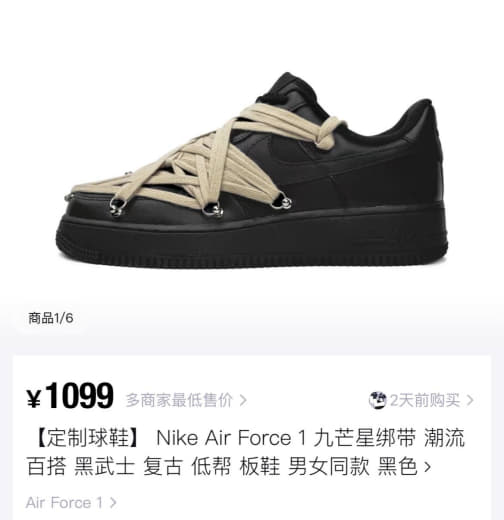 商品1/6
¥1099 多商家最低售价 > 2天前购买 >
【定制球鞋】 Nike Air Force 1 九芒星绑带 潮流
百搭 黑武士 复古 低帮 板鞋 男女同款 黑色 >
Air Force 1 >